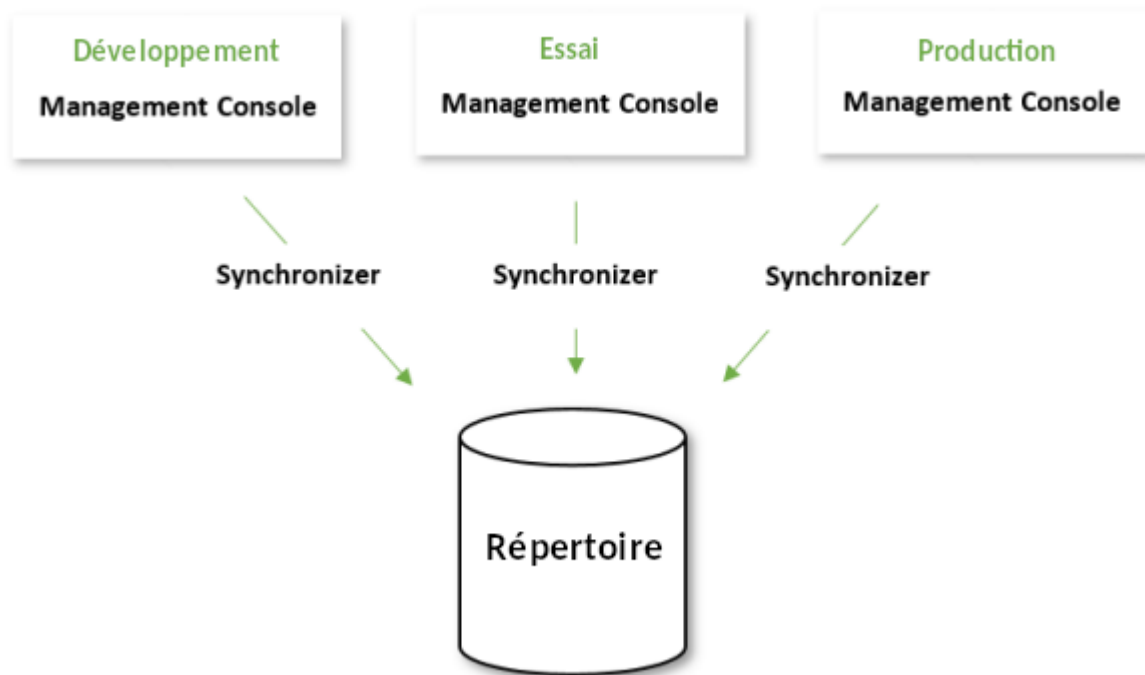 Développement
Management Console
Essai
Management Console
Production
Management Console
Synchronizer
Synchronizer
Synchronizer
Répertoire